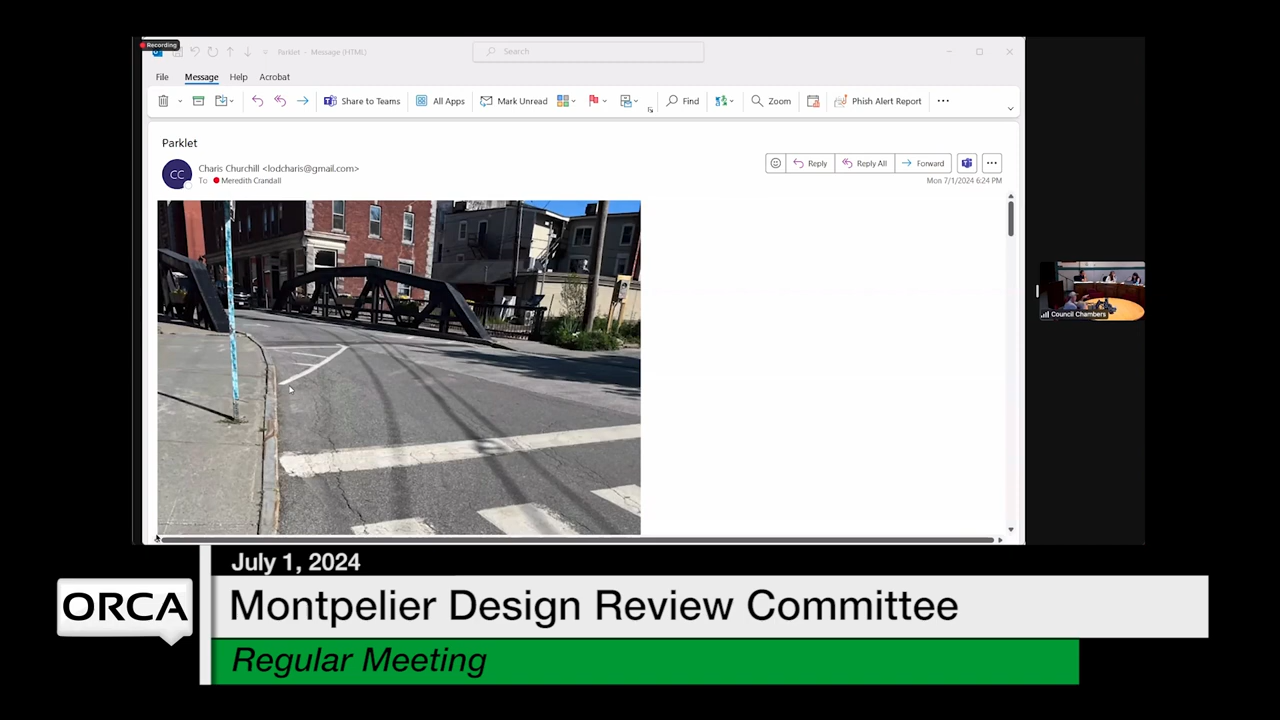 Recording
Parklet - Message (HTML)
Search
File Message Help Acrobat
Share to Teams All Apps Mark Unread Find Zoom Phish Alert Report
Parklet
CC
Charis Churchill <lodcharis@gmail.com>
To Meredith Crandall
Reply Reply All Forward
Mon 7/1/2024 6:24 PM
Council Chambers
July 1, 2024
ORCA
Montpelier Design Review Committee
Regular Meeting